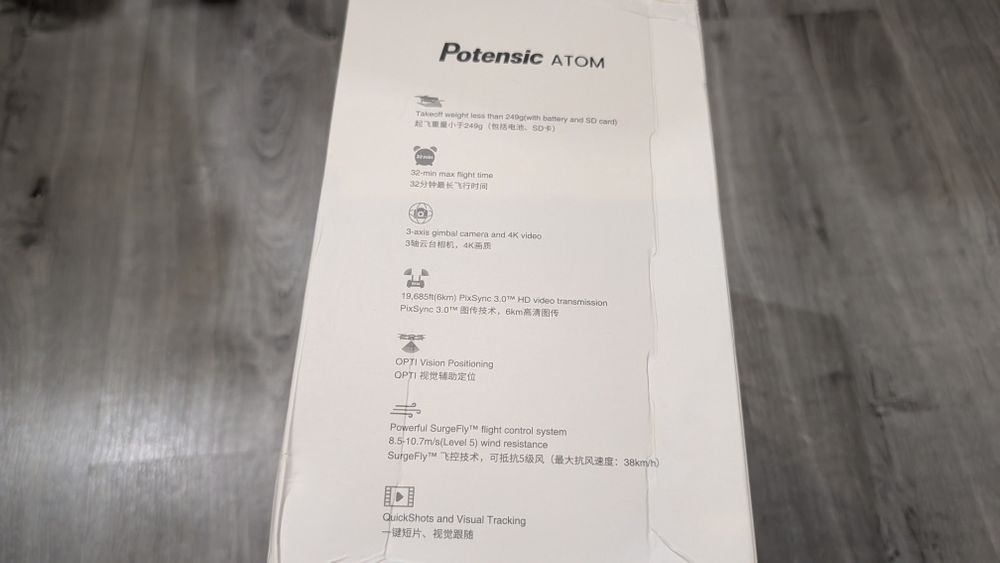 Potensic ATOM
Takeoff weight less than 249g(with battery and SD card)
起飞重量小于249g（包括电池、SD卡）
32 min
32-min max flight time
32分钟最长飞行时间
3-axis gimbal camera and 4K video
3轴云台相机，4K画质
19,685ft(6km) PixSync 3.0™ HD video transmission
PixSync 3.0™ 图传技术，6km高清图传
OPTI Vision Positioning
OPTI 视觉辅助定位
Powerful SurgeFly™ flight control system
8.5-10.7m/s(Level 5) wind resistance
SurgeFly™ 飞控技术，可抵抗5级风（最大抗风速度：38km/h）
QuickShots and Visual Tracking
一键短片、视觉跟随